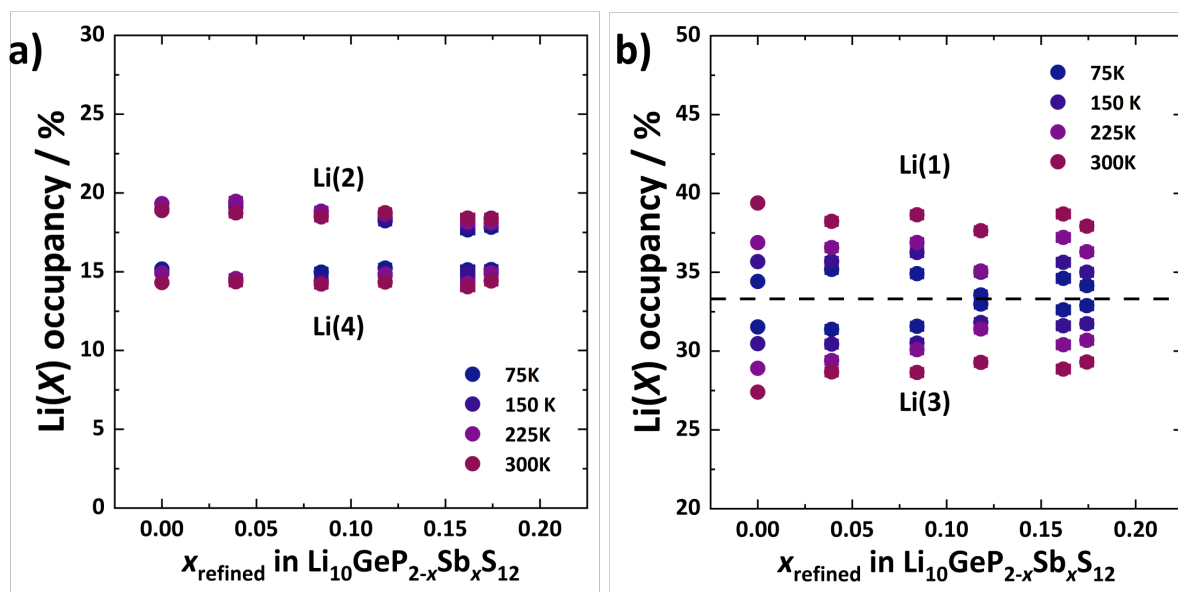 a)
Li(X) occupancy / %
30
25
20
15
10
5
0
Li(2)
Li(4)
75K
150 K
225K
300K
0.00 0.05 0.10 0.15 0.20
x_refined in Li₁₀GeP₂₋ₓSbₓS₁₂
b)
Li(X) occupancy / %
50
45
40
35
30
25
20
75K
150 K
225K
300K
Li(1)
Li(3)
0.00 0.05 0.10 0.15 0.20
x_refined in Li₁₀GeP₂₋ₓSbₓS₁₂